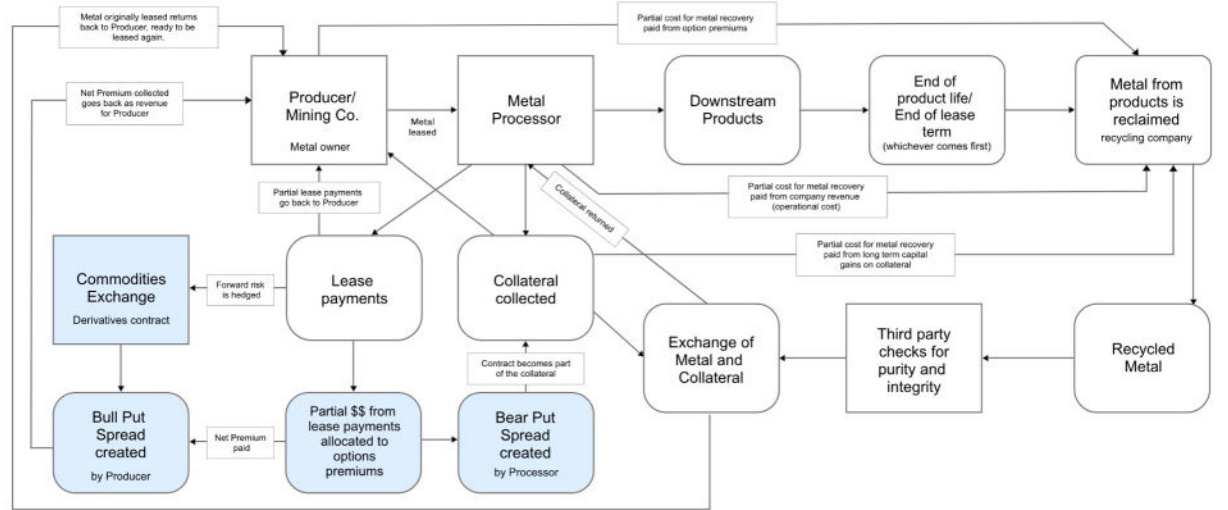 Metal originally leased returns
back to Producer, ready to be
leased again.
Partial cost for metal recovery
paid from option premiums
Net Premium collected
goes back as revenue
for Producer
Producer/
Mining Co.
Metal owner
Metal
leased
Metal
Processor
Downstream
Products
End of
product life/
End of lease
term
(whichever comes first)
Metal from
products is
reclaimed
recycling company
Partial lease payments
go back to Producer
Collateral returned
Partial cost for metal recovery
paid from company revenue
(operational cost)
Partial cost for metal recovery
paid from long term capital
gains on collateral
Commodities
Exchange
Derivatives contract
Forward risk
is hedged
Lease
payments
Collateral
collected
Exchange of
Metal and
Collateral
Third party
checks for
purity and
integrity
Recycled
Metal
Contract becomes part
of the collateral
Bull Put
Spread
created
by Producer
Net Premium
paid
Partial $$ from
lease payments
allocated to
options
premiums
Bear Put
Spread
created
by Processor